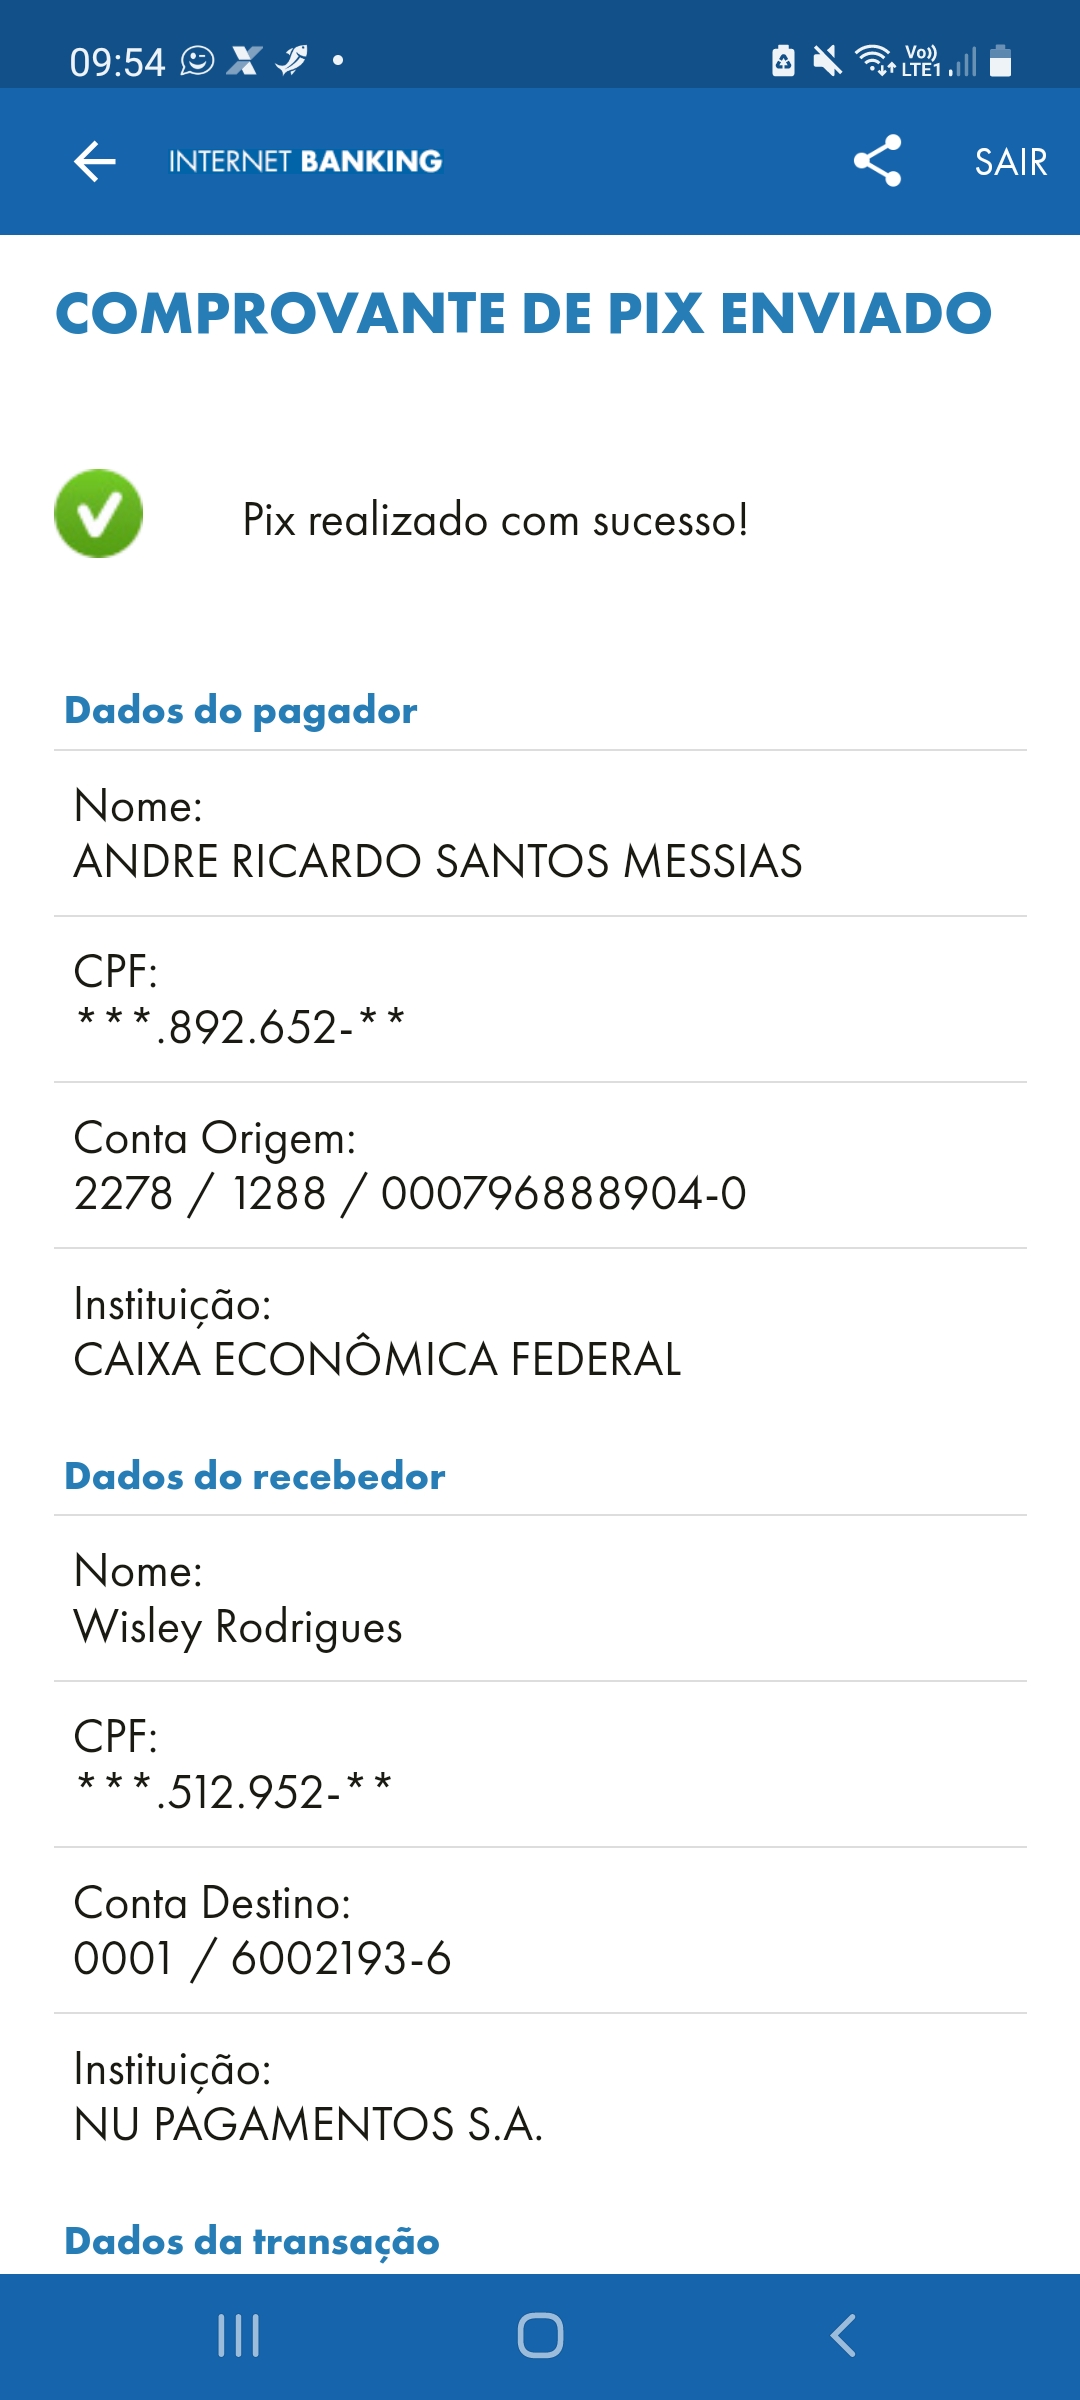 09:54
Vo))
LTE1
INTERNET BANKING
SAIR
COMPROVANTE DE PIX ENVIADO
Pix realizado com sucesso!
Dados do pagador
Nome:
ANDRE RICARDO SANTOS MESSIAS
CPF:
***.892.652-**
Conta Origem:
2278 / 1288 / 000796888904-0
Instituição:
CAIXA ECONÔMICA FEDERAL
Dados do recebedor
Nome:
Wisley Rodrigues
CPF:
***.512.952-**
Conta Destino:
0001 / 6002193-6
Instituição:
NU PAGAMENTOS S.A.
Dados da transação